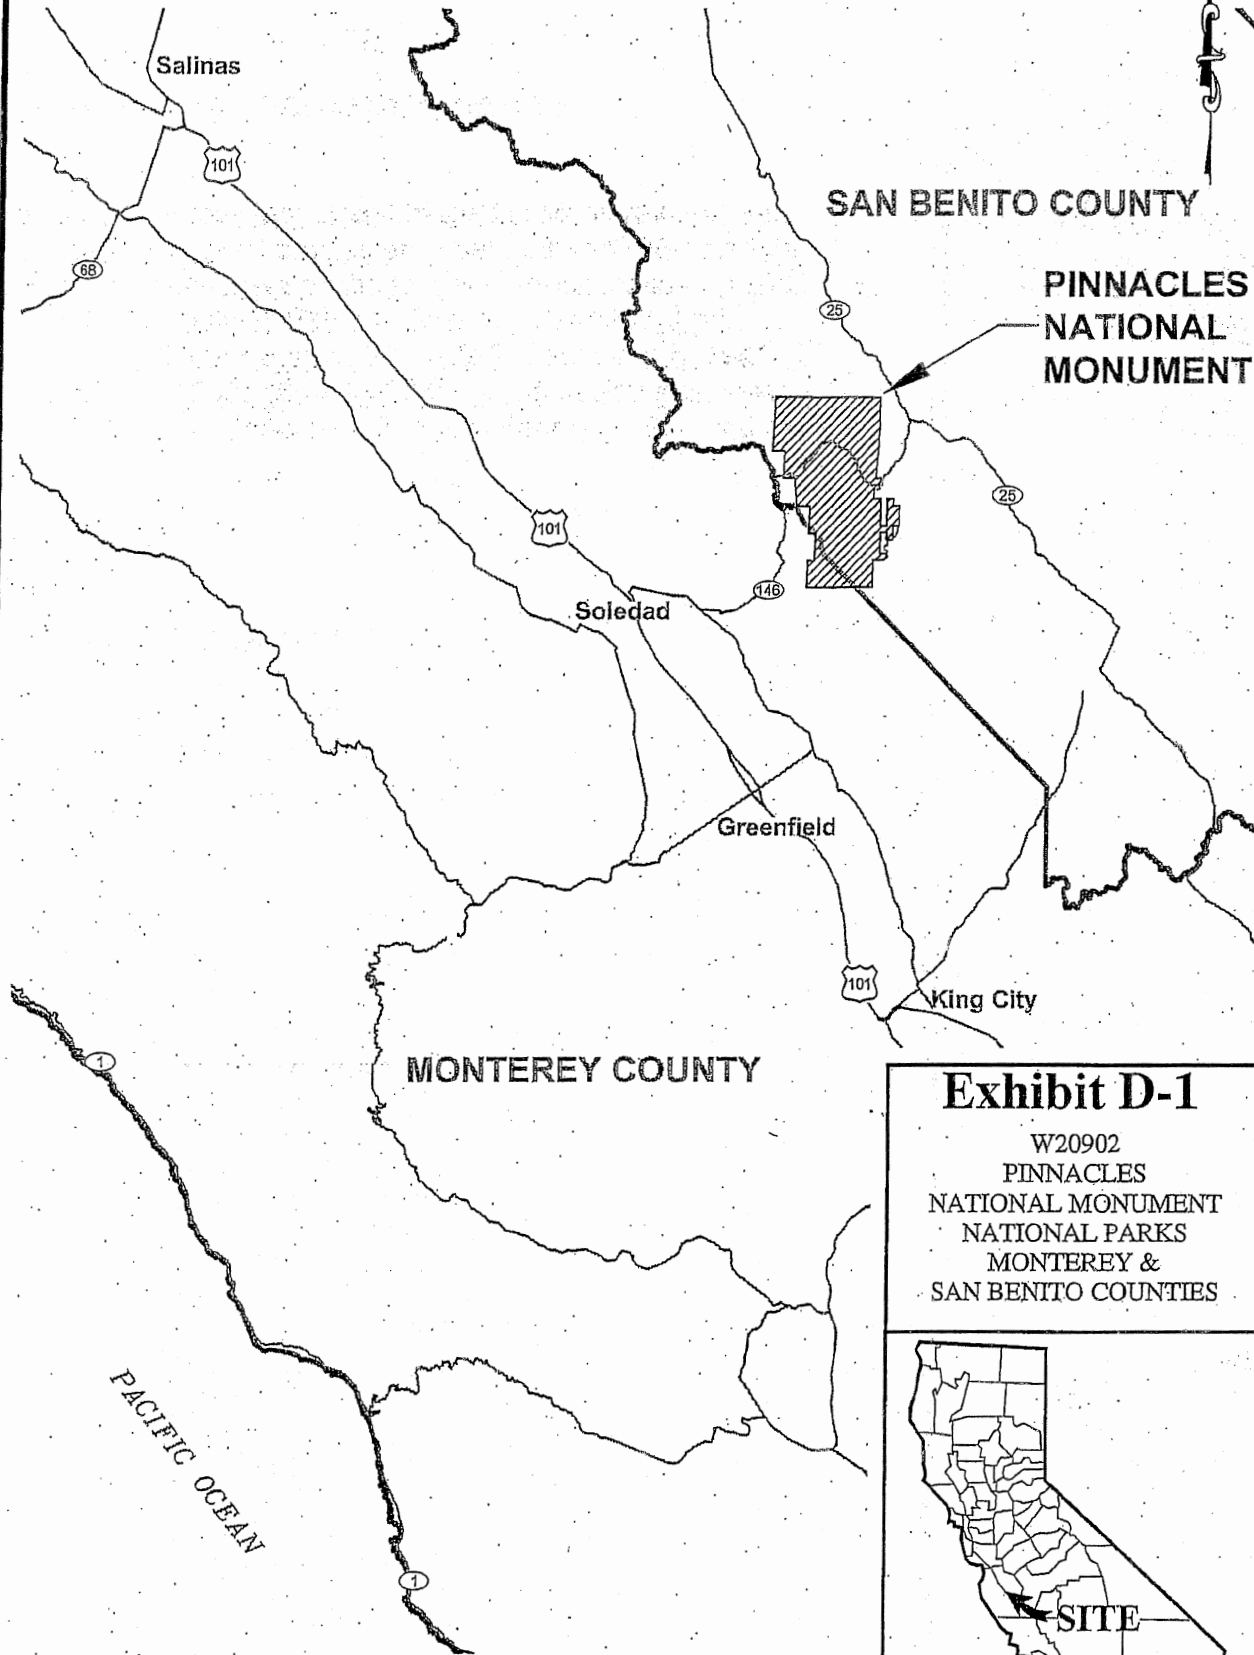 Salinas
101
SAN BENITO COUNTY
68
PINNACLES
NATIONAL
MONUMENT
25
25
101
146
Soledad
Greenfield
101
King City
1
MONTEREY COUNTY
Exhibit D-1
W20902
PINNACLES
NATIONAL MONUMENT
NATIONAL PARKS
MONTEREY &
SAN BENITO COUNTIES
PACIFIC OCEAN
1
SITE